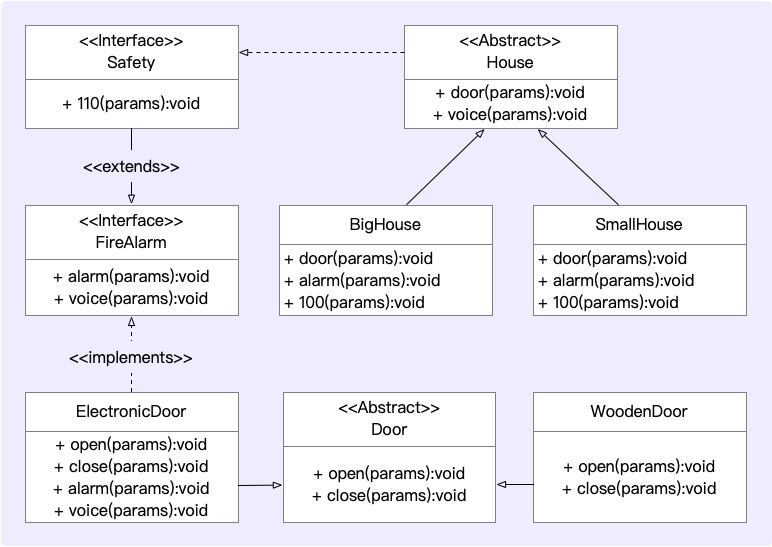 <<Interface>>
Safety
+ 110(params):void
<<Abstract>>
House
+ door(params):void
+ voice(params):void
<<extends>>
<<Interface>>
FireAlarm
+ alarm(params):void
+ voice(params):void
BigHouse
+ door(params):void
+ alarm(params):void
+ 100(params):void
SmallHouse
+ door(params):void
+ alarm(params):void
+ 100(params):void
<<implements>>
ElectronicDoor
+ open(params):void
+ close(params):void
+ alarm(params):void
+ voice(params):void
<<Abstract>>
Door
+ open(params):void
+ close(params):void
WoodenDoor
+ open(params):void
+ close(params):void